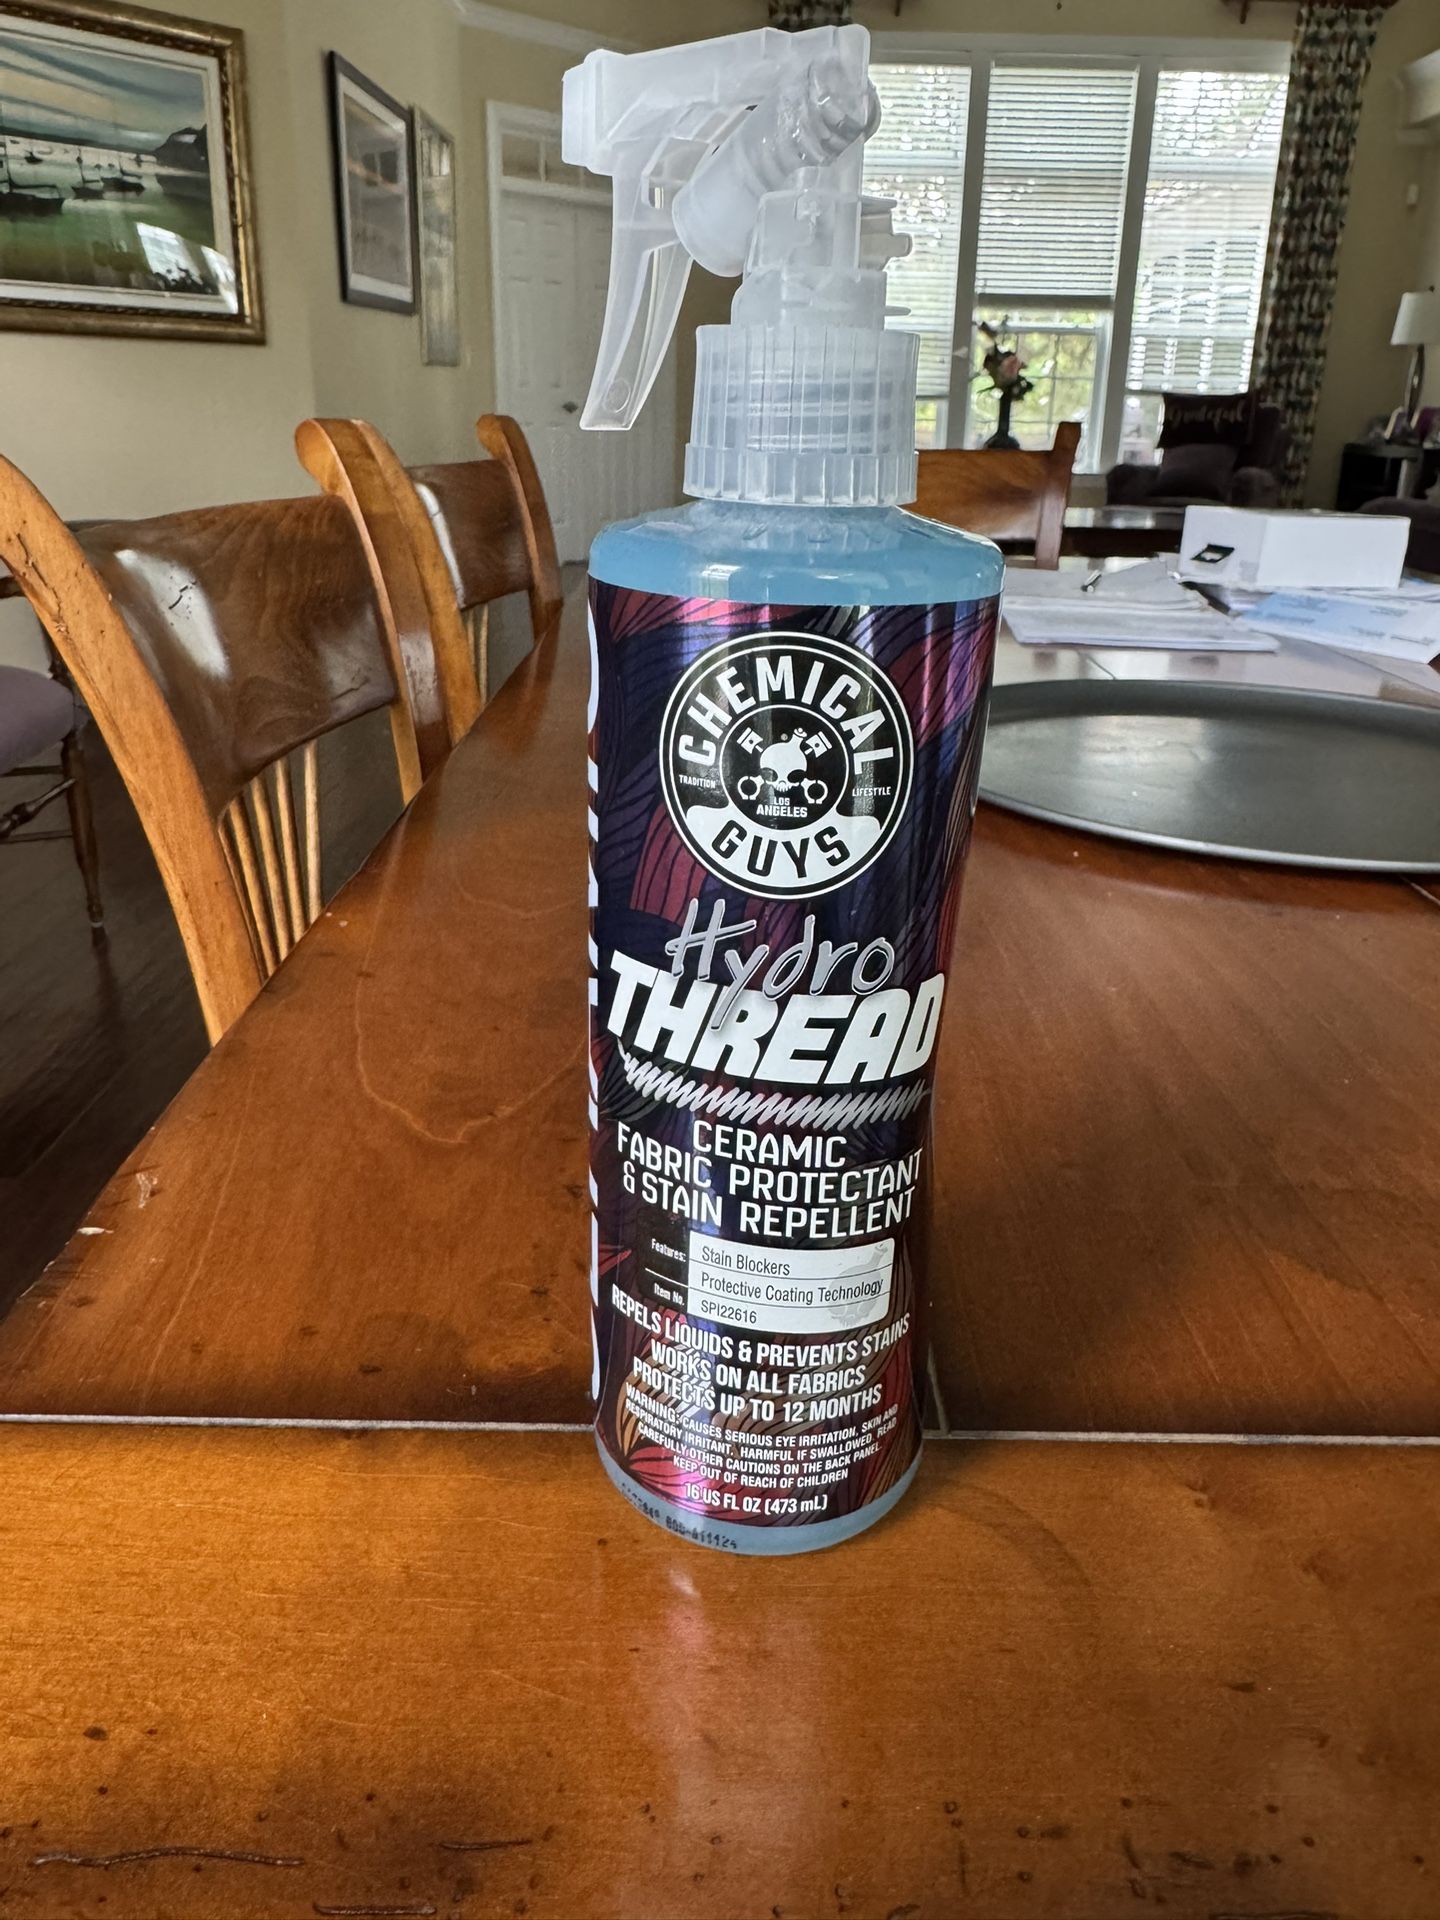 CHEMICAL
TRADITION
LIFESTYLE
LOS
ANGELES
GUYS
Hydro
THREAD
CERAMIC
FABRIC PROTECTANT
& STAIN REPELLENT
Features: Stain Blockers
Protective Coating Technology
Item No. SPI22616
REPELS LIQUIDS & PREVENTS STAINS
WORKS ON ALL FABRICS
PROTECTS UP TO 12 MONTHS
WARNING: CAUSES SERIOUS EYE IRRITATION, SKIN AND
RESPIRATORY IRRITANT. HARMFUL IF SWALLOWED. READ
CAREFULLY OTHER CAUTIONS ON THE BACK PANEL.
KEEP OUT OF REACH OF CHILDREN
16 US FL OZ (473 mL)
Grateful